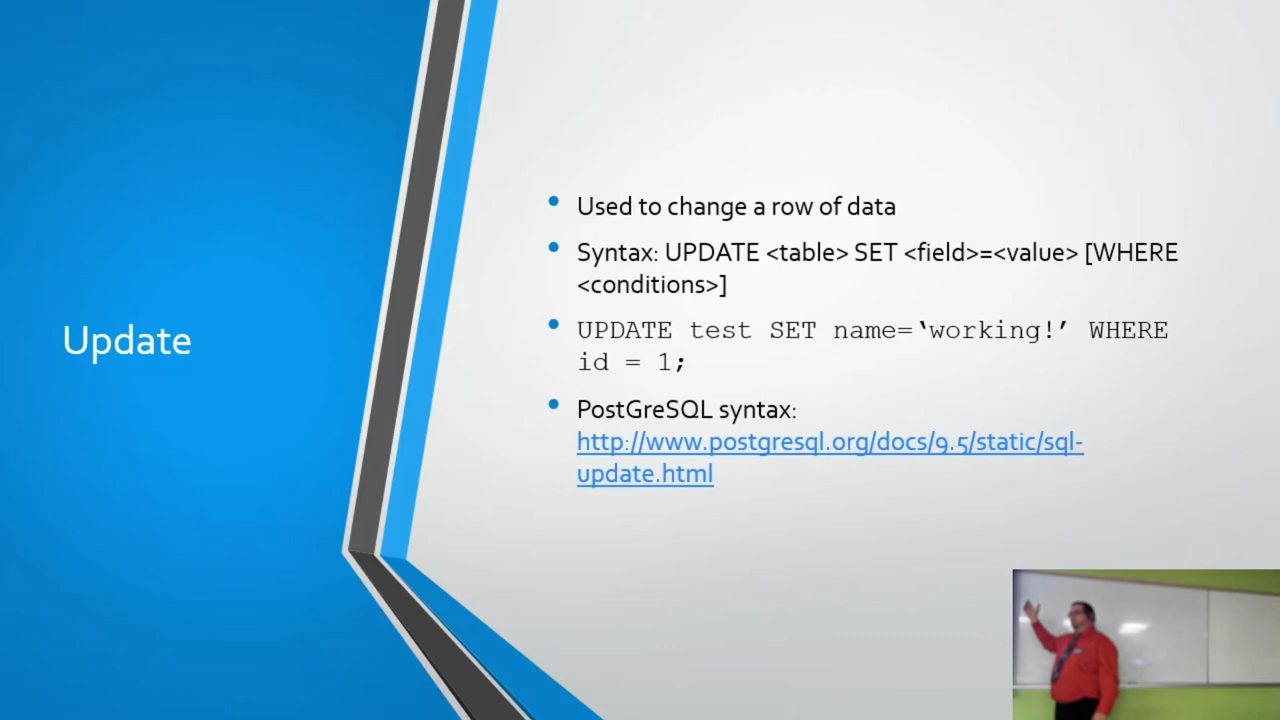 Update
Used to change a row of data
Syntax: UPDATE <table> SET <field>=<value> [WHERE
<conditions>]
UPDATE test SET name=‘working!’ WHERE
id = 1;
PostGreSQL syntax:
http://www.postgresql.org/docs/9.5/static/sql-
update.html